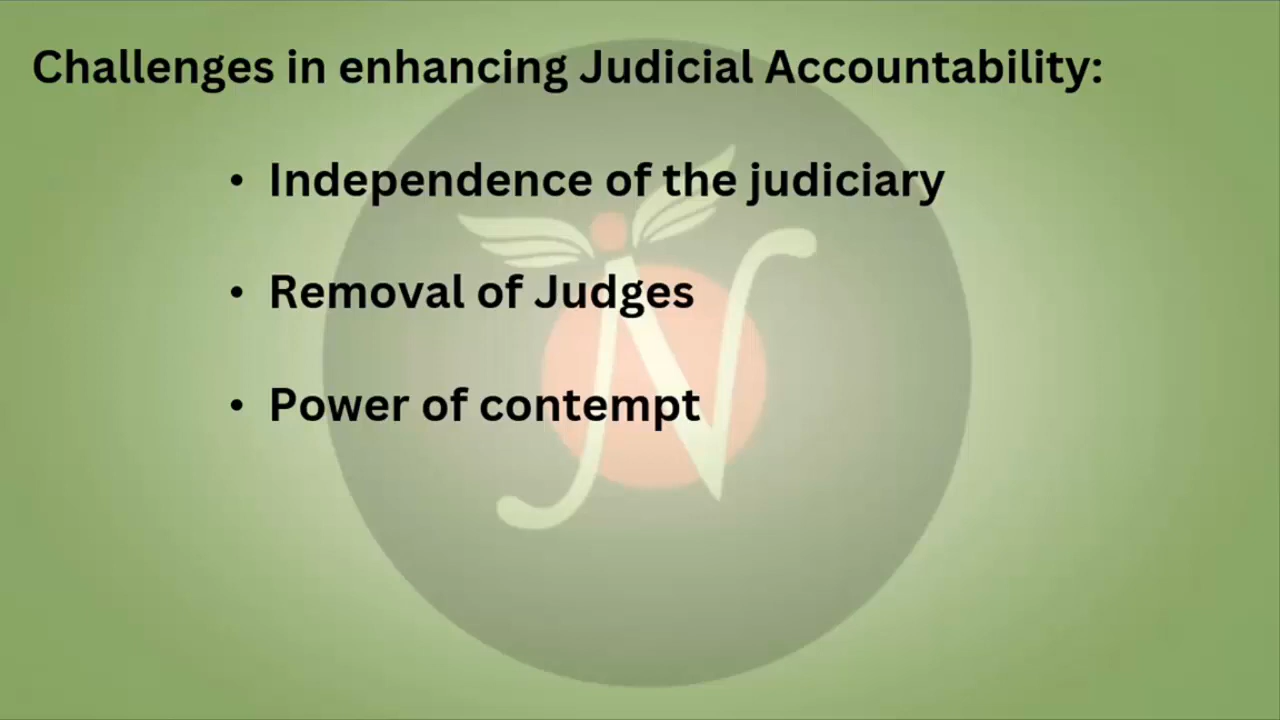 Challenges in enhancing Judicial Accountability:
• Independence of the judiciary
• Removal of Judges
• Power of contempt